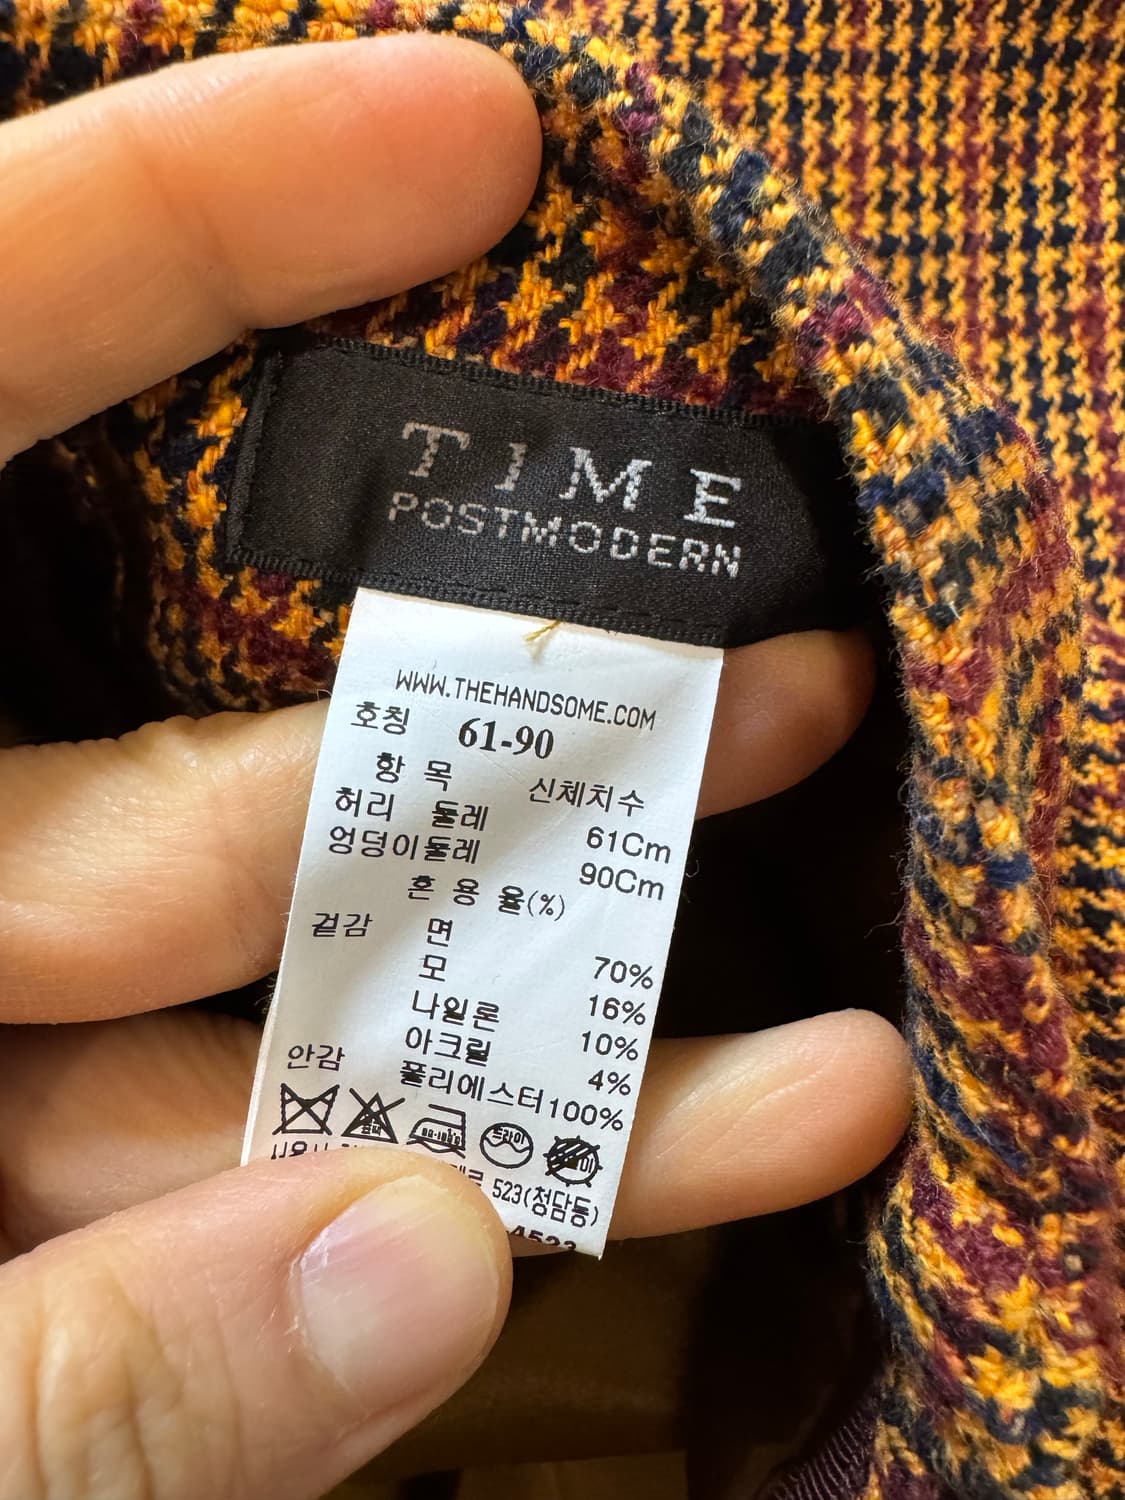 TIME
POSTMODERN
WWW.THEHANDSOME.COM
호칭 61-90
항 목 신체치수
허리 둘레 61Cm
엉덩이둘레 90Cm
혼 용 율(%)
겉감 면 70%
모 16%
나일론 10%
아크릴 4%
안감 폴리에스터100%
드라이
523(청담동)